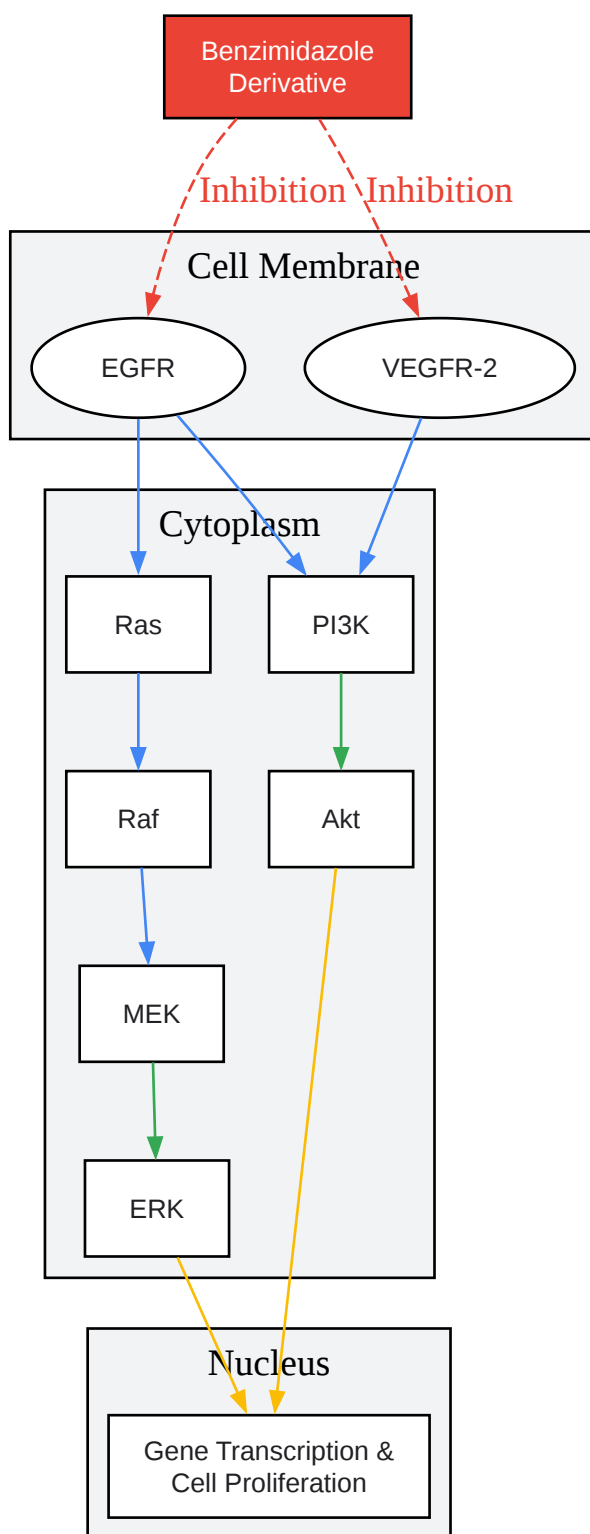 Benzimidazole
Derivative
Inhibition Inhibition
Cell Membrane
EGFR VEGFR-2
Cytoplasm
Ras PI3K
Raf Akt
MEK
ERK
Nucleus
Gene Transcription &
Cell Proliferation